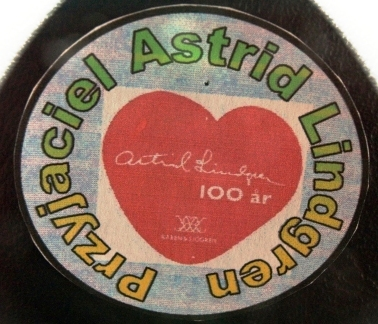 Przyjaciel Astrid Lindgren
Astrid Lindgren
100 år